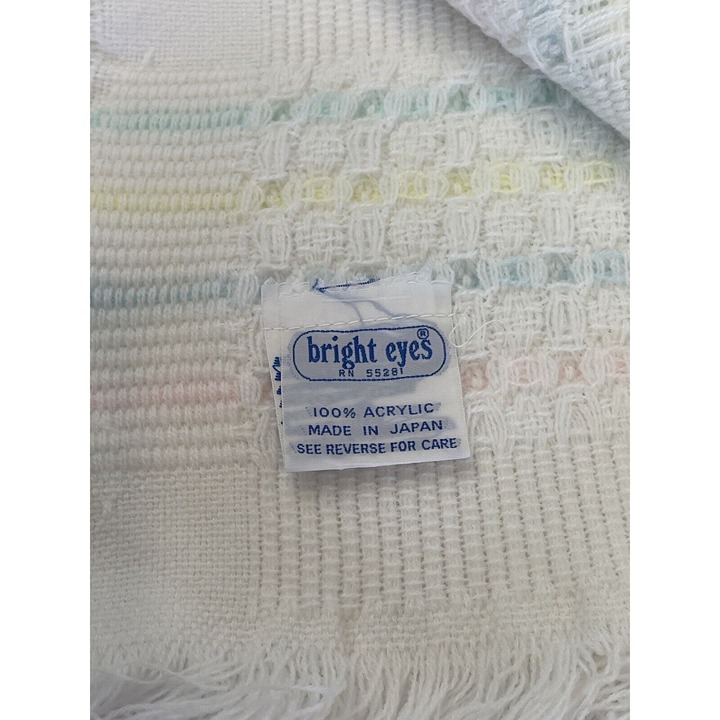 bright eyes®
RN 55281
100% ACRYLIC
MADE IN JAPAN
SEE REVERSE FOR CARE